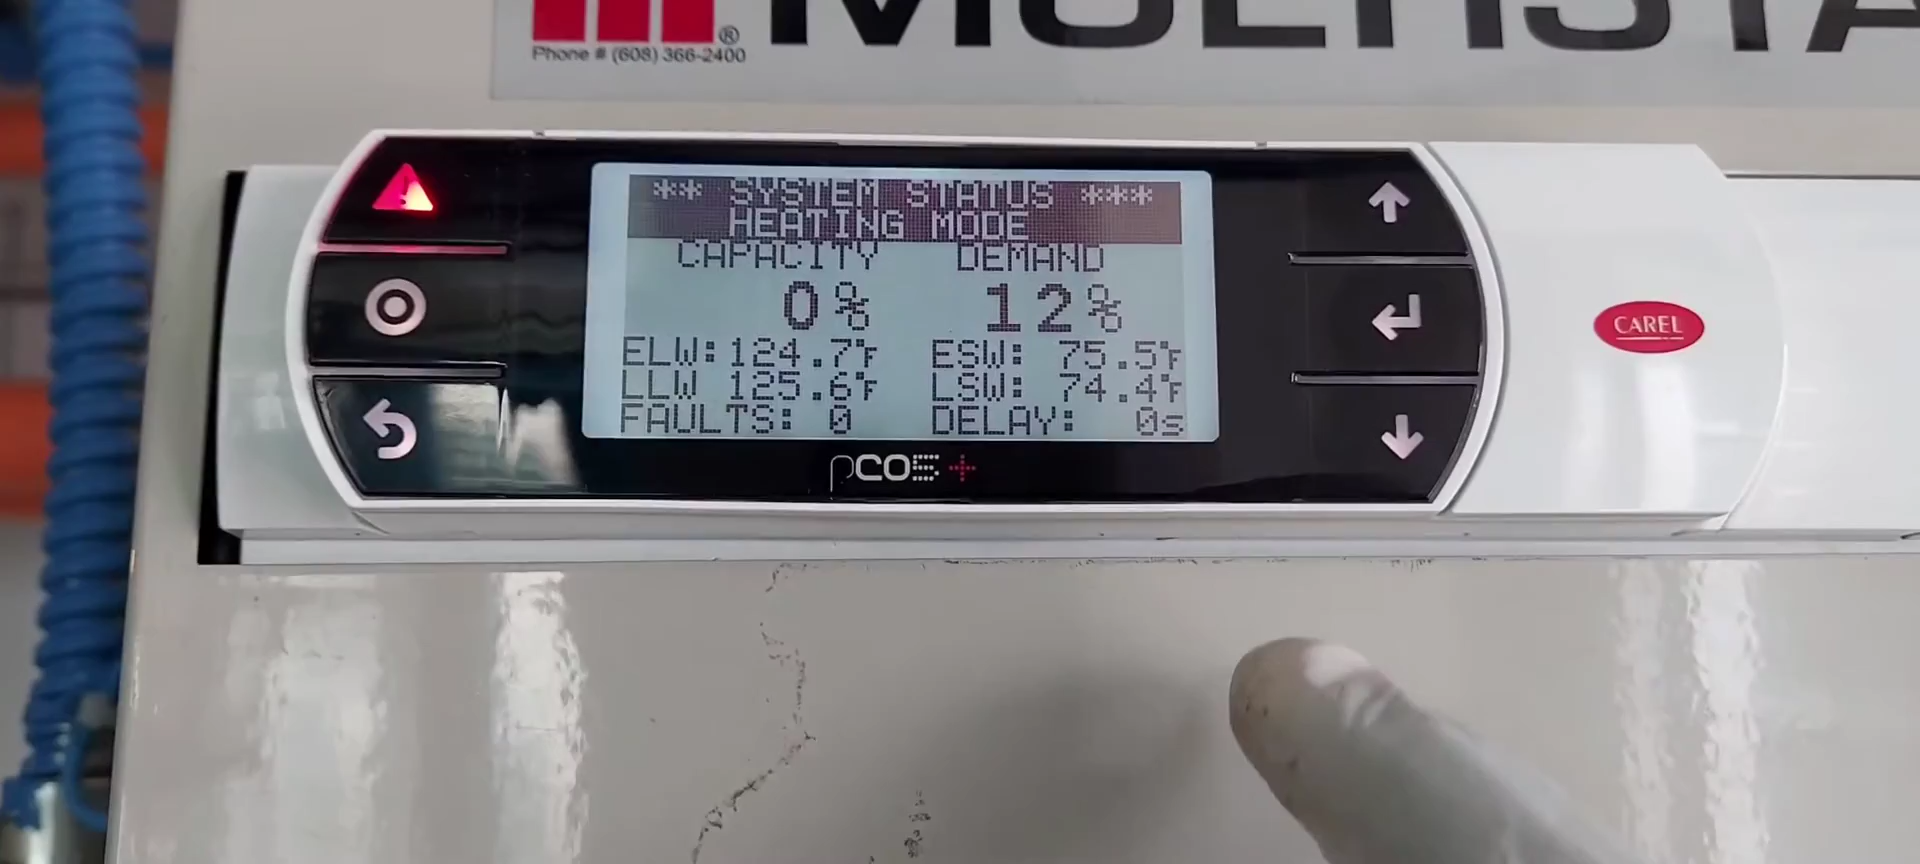 Phone # (608) 366-2400
** SYSTEM STATUS ***
HEATING MODE
CAPACITY DEMAND
0% 12%
ELW:124.7°F ESW: 75.5°F
LLW 125.6°F LSW: 74.4°F
FAULTS: 0 DELAY: 0s
pCO5+
CAREL